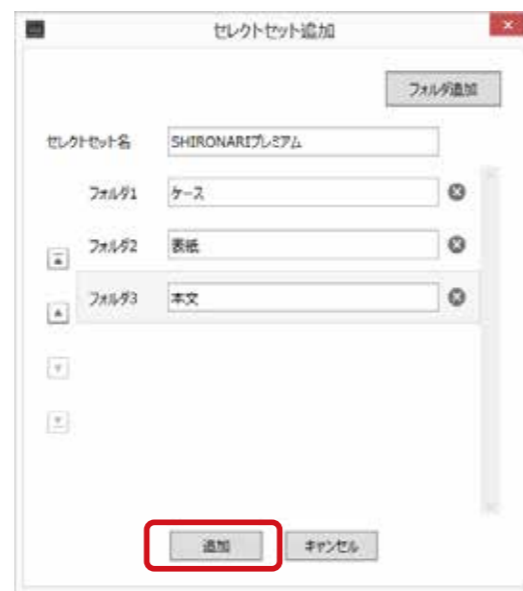 セレクトセット追加
フォルダ追加
セレクトセット名 SHIRONARIプレミアム
フォルダ1 ケース
フォルダ2 表紙
フォルダ3 本文
追加 キャンセル